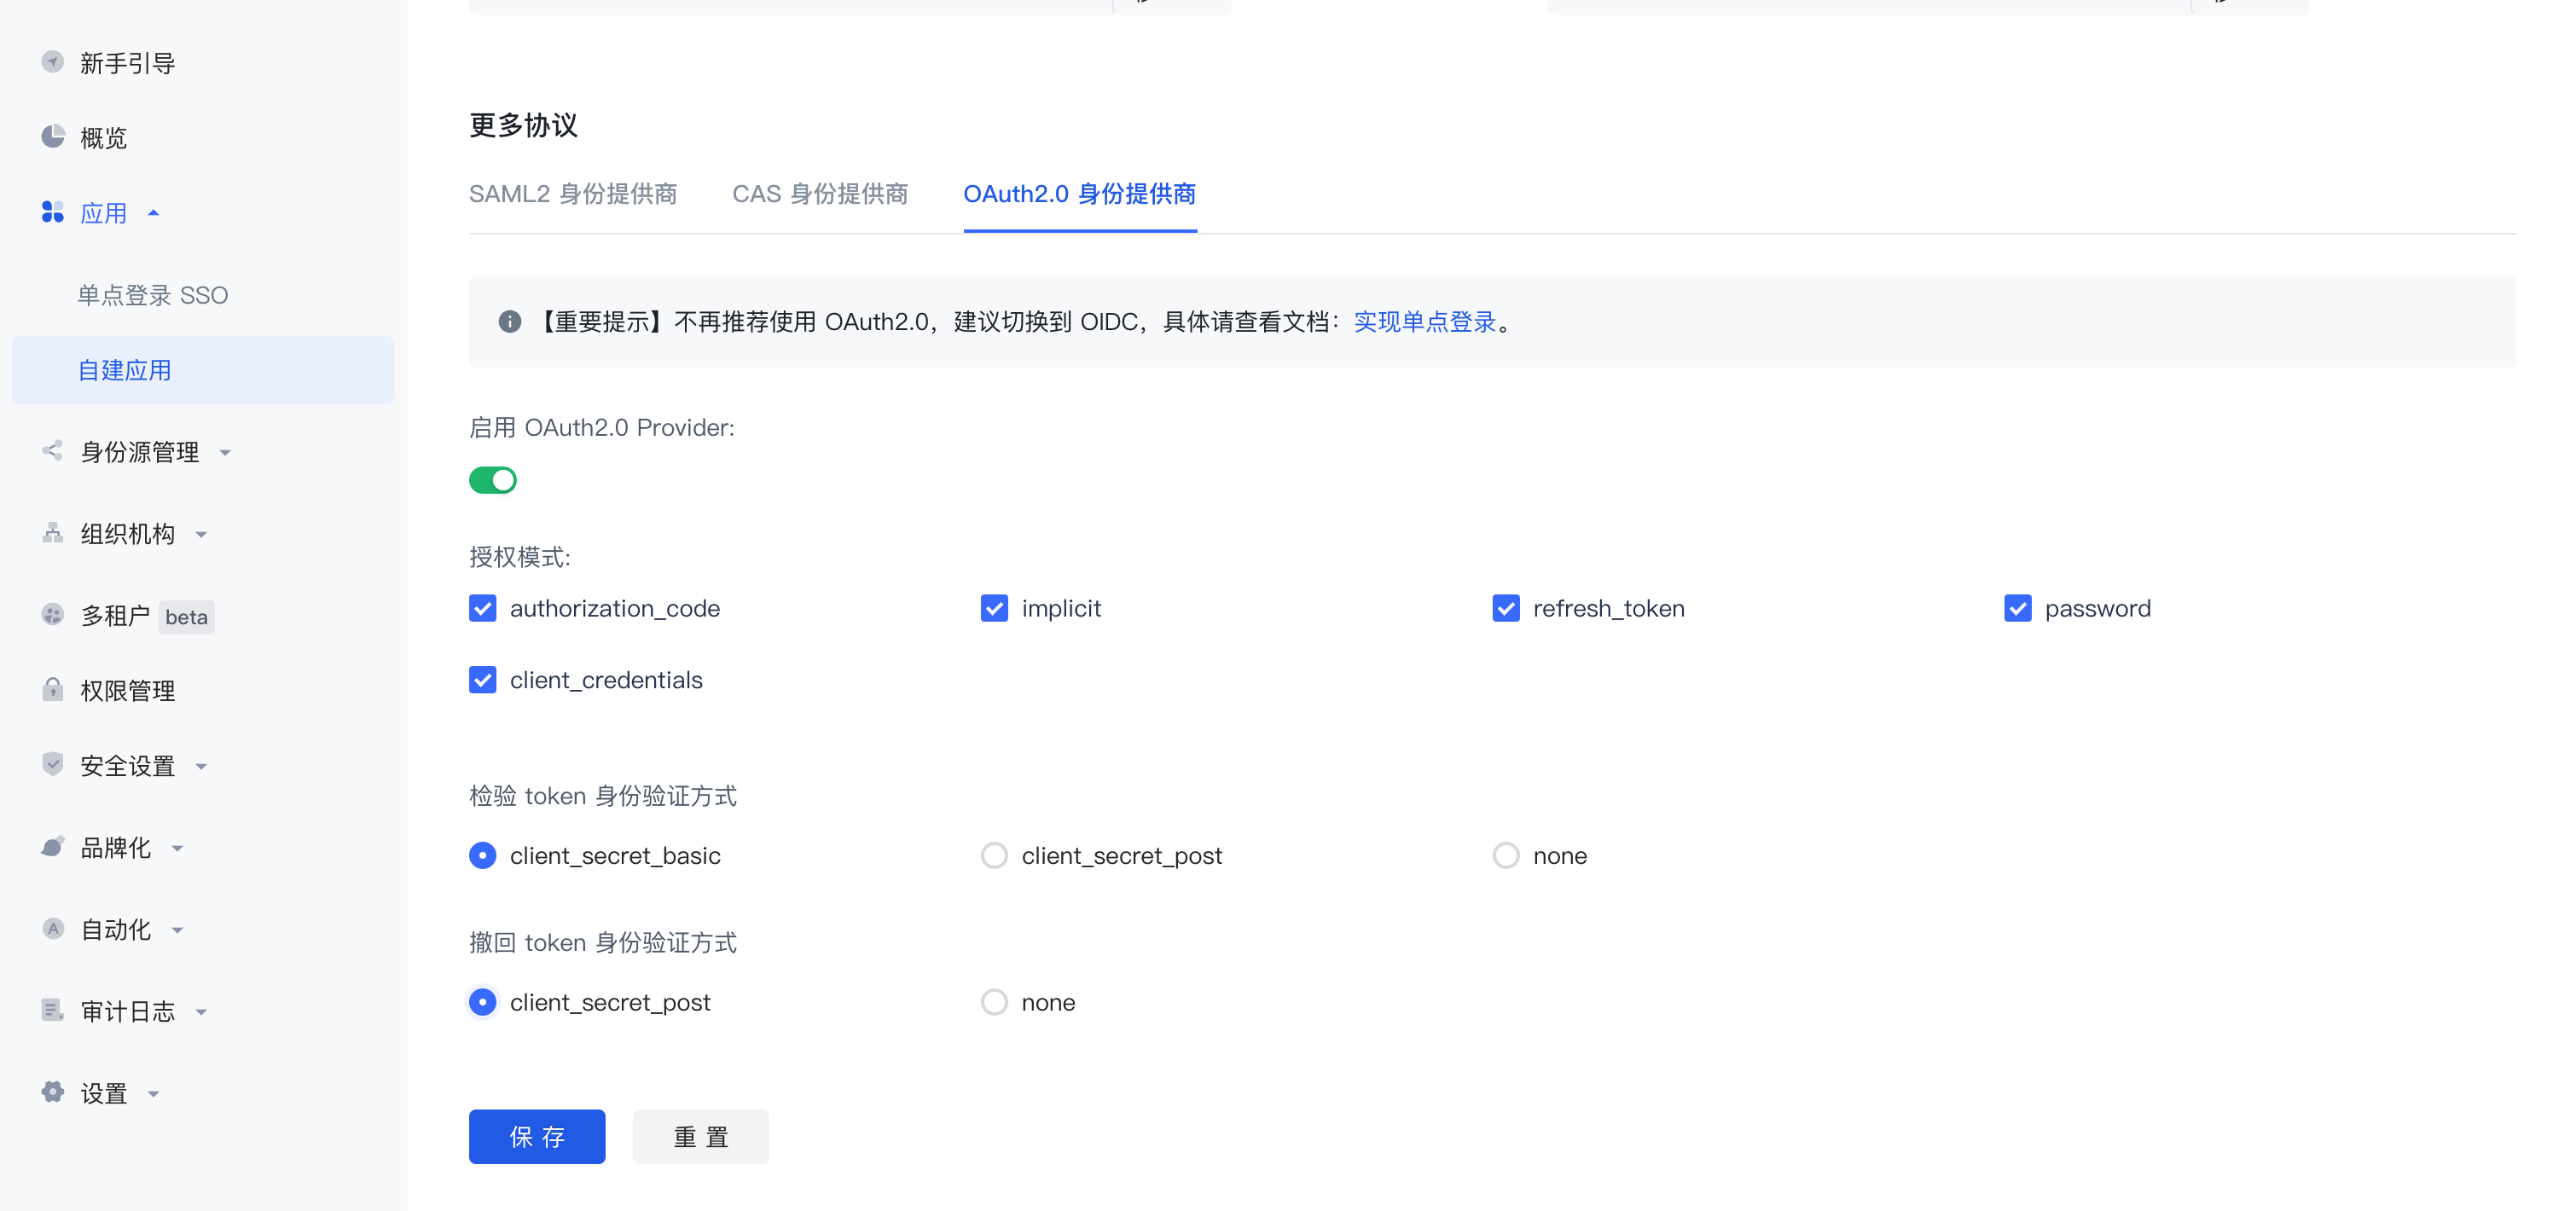 新手引导
概览
应用
单点登录 SSO
自建应用
身份源管理
组织机构
多租户 beta
权限管理
安全设置
品牌化
自动化
审计日志
设置
更多协议
SAML2 身份提供商 CAS 身份提供商 OAuth2.0 身份提供商
【重要提示】不再推荐使用 OAuth2.0，建议切换到 OIDC，具体请查看文档：实现单点登录。
启用 OAuth2.0 Provider:
授权模式:
authorization_code implicit refresh_token password
client_credentials
检验 token 身份验证方式
client_secret_basic client_secret_post none
撤回 token 身份验证方式
client_secret_post none
保 存 重 置